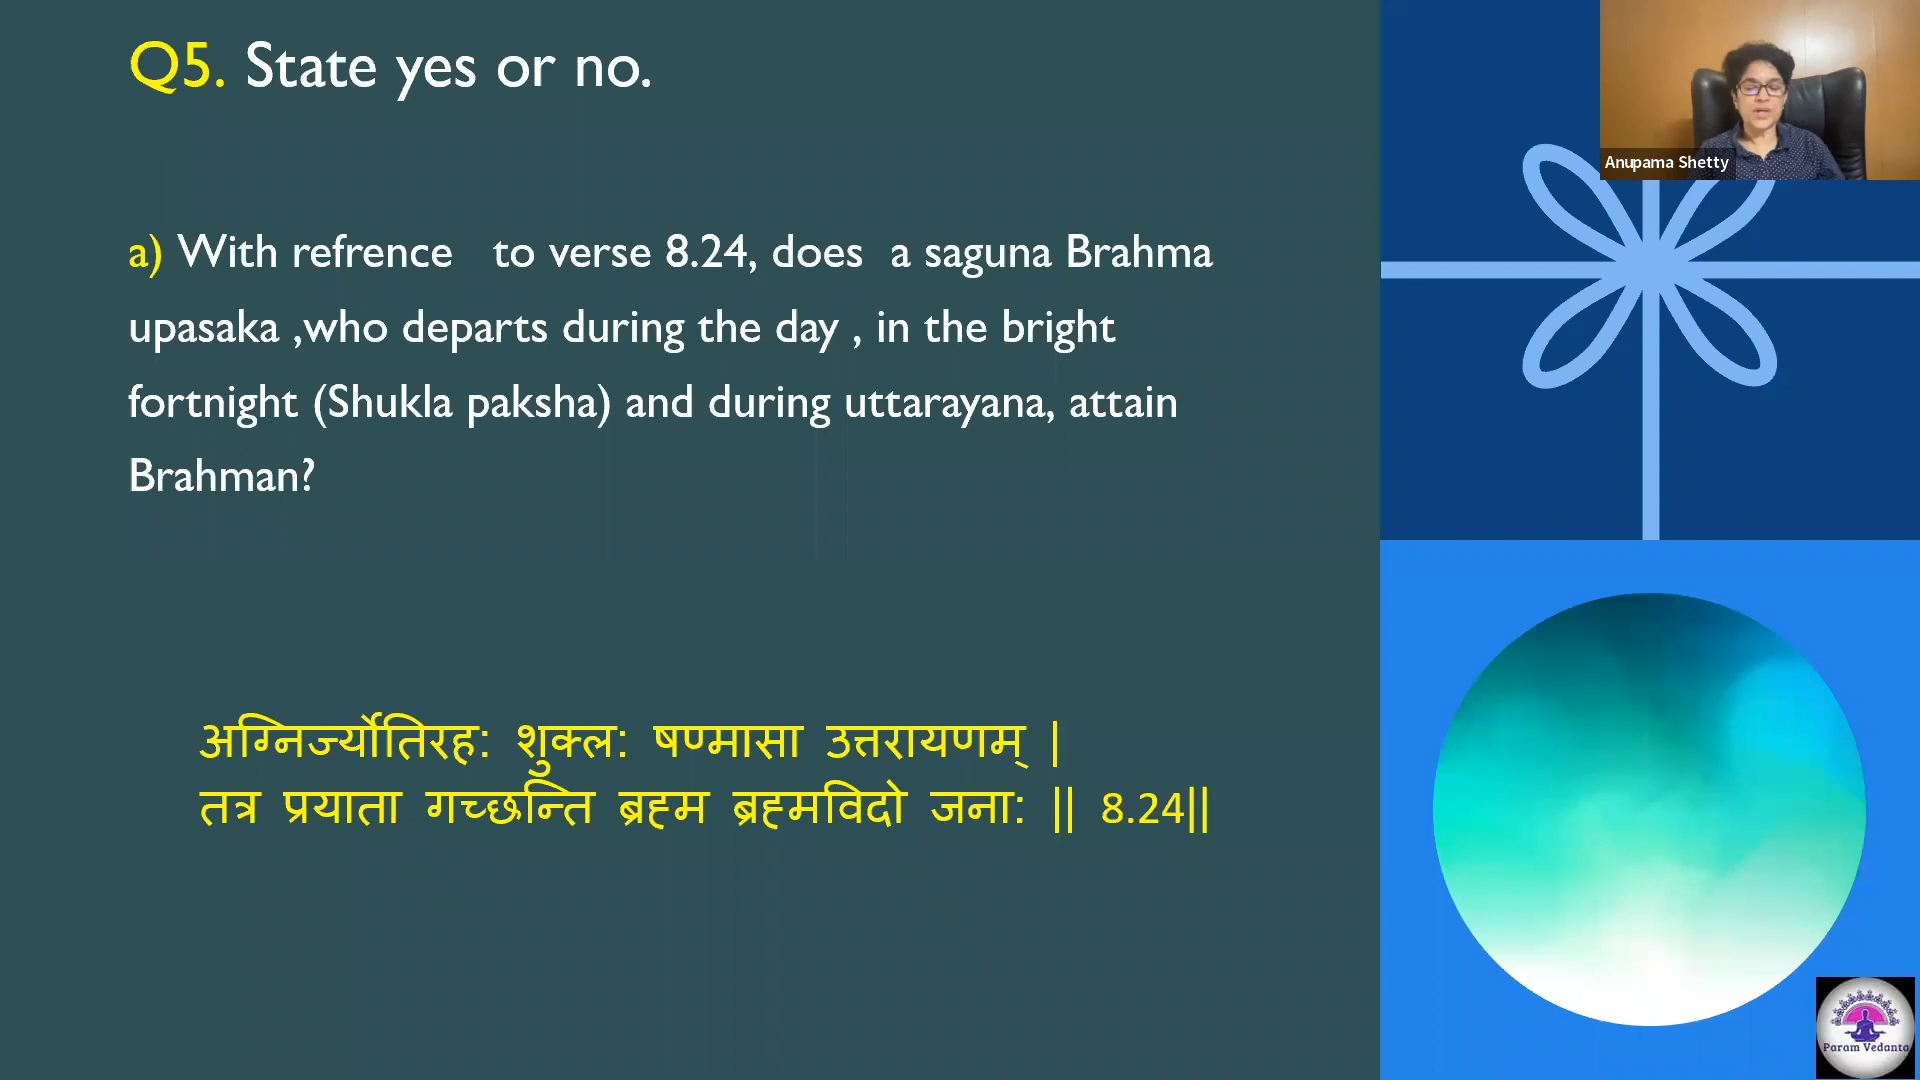 Q5. State yes or no.
a) With refrence to verse 8.24, does a saguna Brahma
upasaka ,who departs during the day , in the bright
fortnight (Shukla paksha) and during uttarayana, attain
Brahman?
अग्निर्ज्योतिरह: शुक्ल: षण्मासा उत्तरायणम् |
तत्र प्रयाता गच्छन्ति ब्रह्म ब्रह्मविदो जना: || 8.24||
Anupama Shetty
Param Vedanta